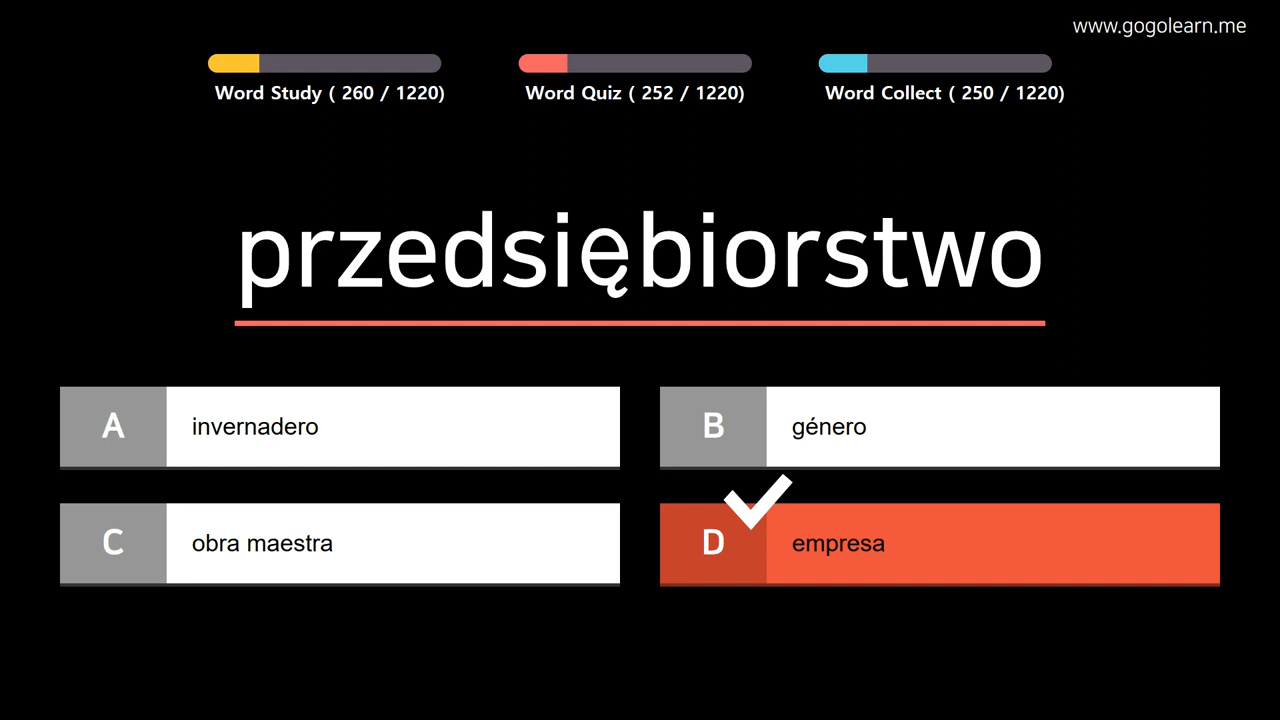 www.gogolearn.me
Word Study ( 260 / 1220)
Word Quiz ( 252 / 1220)
Word Collect ( 250 / 1220)
przedsiębiorstwo
A invernadero
B género
C obra maestra
D empresa